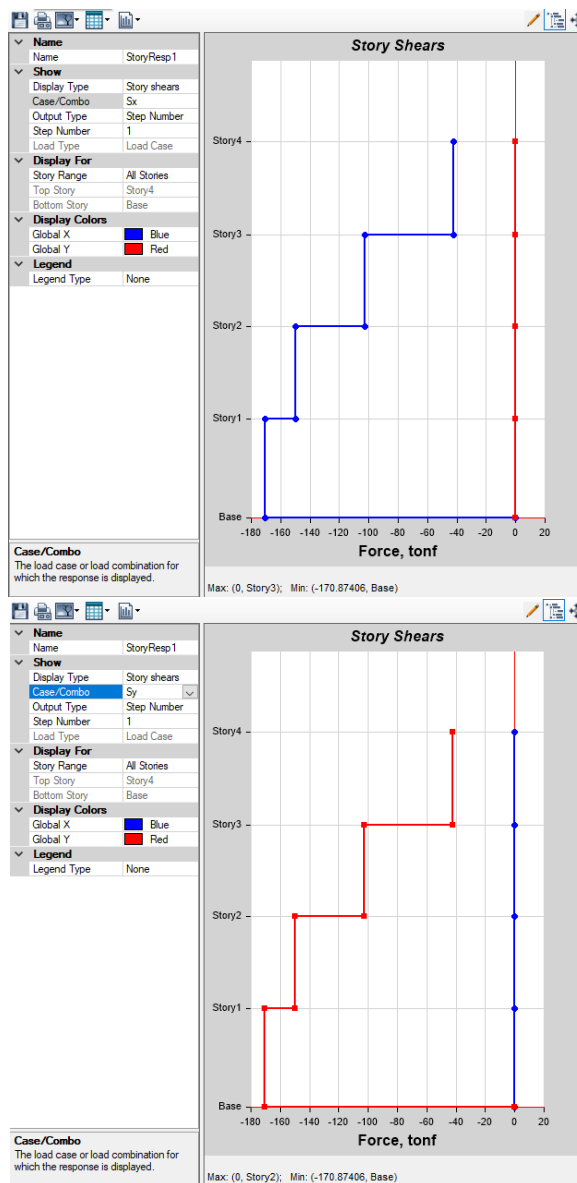 Story Shears
Name
Name StoryResp1
Show
Display Type Story shears
Case/Combo Sx
Output Type Step Number
Step Number 1
Load Type Load Case
Display For
Story Range All Stories
Top Story Story4
Bottom Story Base
Display Colors
Global X Blue
Global Y Red
Legend
Legend Type None
Story4
Story3
Story2
Story1
Base
-180 -160 -140 -120 -100 -80 -60 -40 -20 0 20
Force, tonf
Case/Combo
The load case or load combination for
which the response is displayed.
Max: (0, Story3); Min: (-170.87406, Base)
Story Shears
Name
Name StoryResp1
Show
Display Type Story shears
Case/Combo Sy
Output Type Step Number
Step Number 1
Load Type Load Case
Display For
Story Range All Stories
Top Story Story4
Bottom Story Base
Display Colors
Global X Blue
Global Y Red
Legend
Legend Type None
Story4
Story3
Story2
Story1
Base
-180 -160 -140 -120 -100 -80 -60 -40 -20 0 20
Force, tonf
Case/Combo
The load case or load combination for
which the response is displayed.
Max: (0, Story2); Min: (-170.87406, Base)